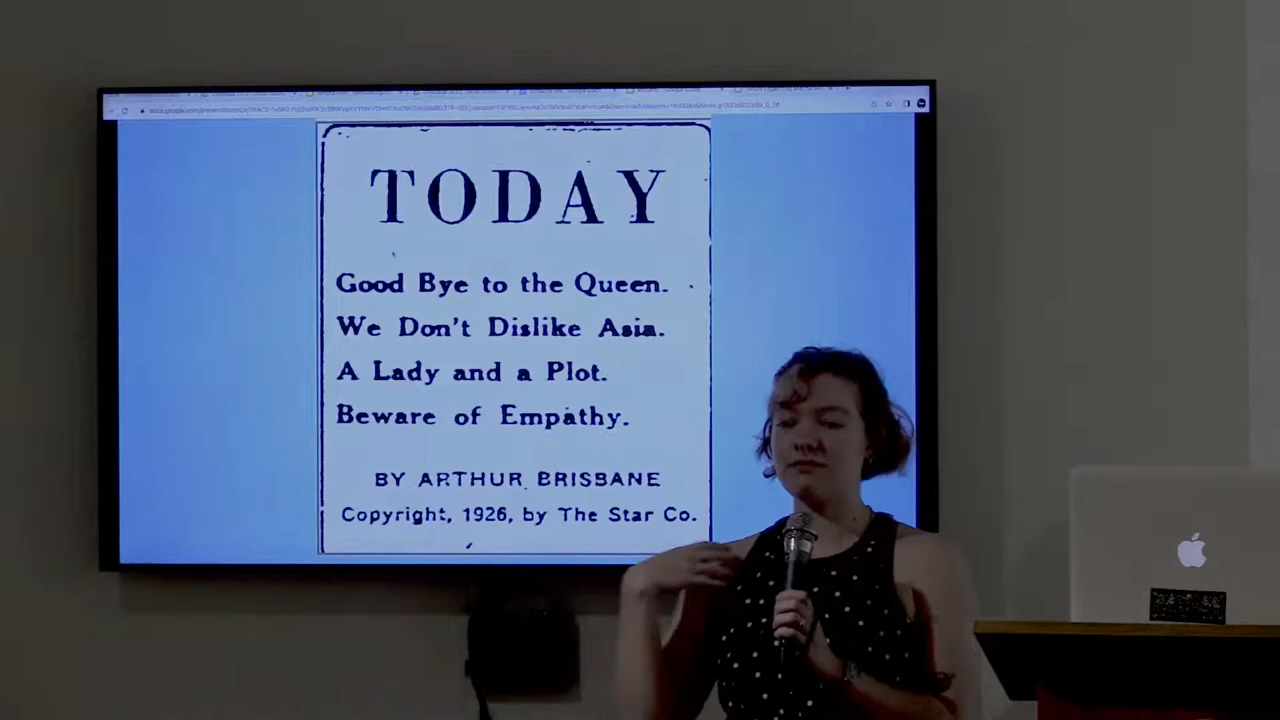 TODAY
Good Bye to the Queen.
We Don't Dislike Asia.
A Lady and a Plot.
Beware of Empathy.
BY ARTHUR BRISBANE
Copyright, 1926, by The Star Co.